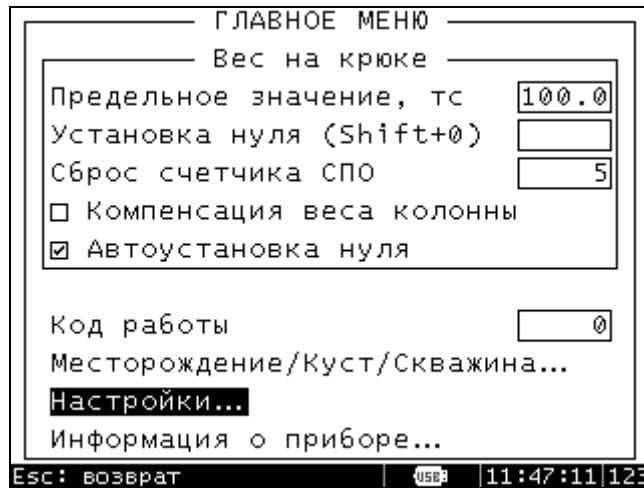 ГЛАВНОЕ МЕНЮ
Вес на крюке
Предельное значение, тс 100.0
Установка нуля (Shift+0)
Сброс счетчика СПО 5
Компенсация веса колонны
Автоустановка нуля
Код работы 0
Месторождение/Куст/Скважина...
Настройки...
Информация о приборе...
Esc: возврат USB 11:47:11 123